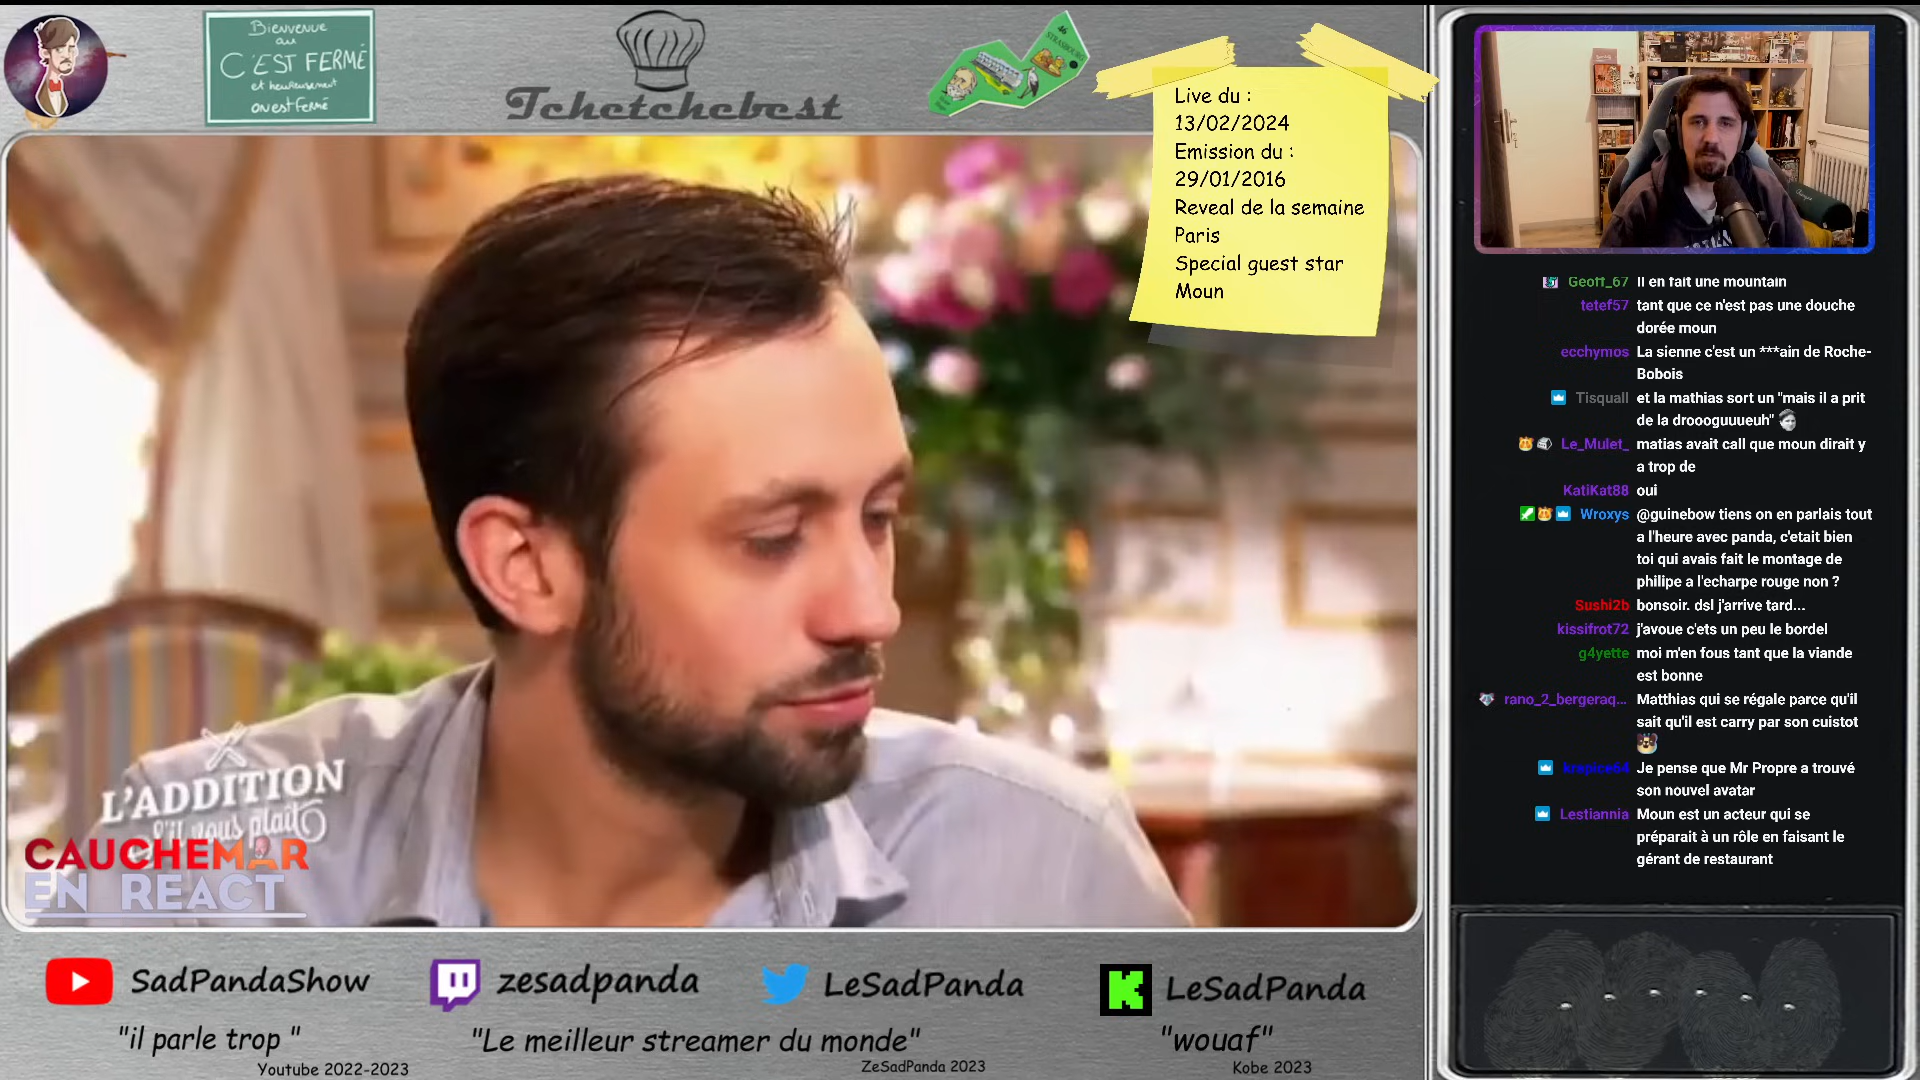 Bienvenue
au
C'EST FERMÉ
et heureusement
on est fermé
Tchetchebest
STRASBOURG
Live du :
13/02/2024
Emission du :
29/01/2016
Reveal de la semaine
Paris
Special guest star
Moun
L'ADDITION
s'il vous plaît
CAUCHEMAR
EN REACT
SadPandaShow
zesadpanda
LeSadPanda
LeSadPanda
"il parle trop "
Youtube 2022-2023
"Le meilleur streamer du monde"
ZeSadPanda 2023
"wouaf"
Kobe 2023
Geoff_67 Il en fait une mountain
tetef57 tant que ce n'est pas une douche
dorée moun
ecchymos La sienne c'est un ***ain de Roche-
Bobois
Tisquall et la mathias sort un "mais il a prit
de la droooguuueuh"
Le_Mulet_ matias avait call que moun dirait y
a trop de
KatiKat88 oui
Wroxys @guinebow tiens on en parlais tout
a l'heure avec panda, c'etait bien
toi qui avais fait le montage de
philipe a l'echarpe rouge non ?
Sushi2b bonsoir. dsl j'arrive tard...
kissifrot72 j'avoue c'ets un peu le bordel
g4yette moi m'en fous tant que la viande
est bonne
rano_2_bergeraq... Matthias qui se régale parce qu'il
sait qu'il est carry par son cuistot
krapice64 Je pense que Mr Propre a trouvé
son nouvel avatar
Lestiannia Moun est un acteur qui se
préparait à un rôle en faisant le
gérant de restaurant